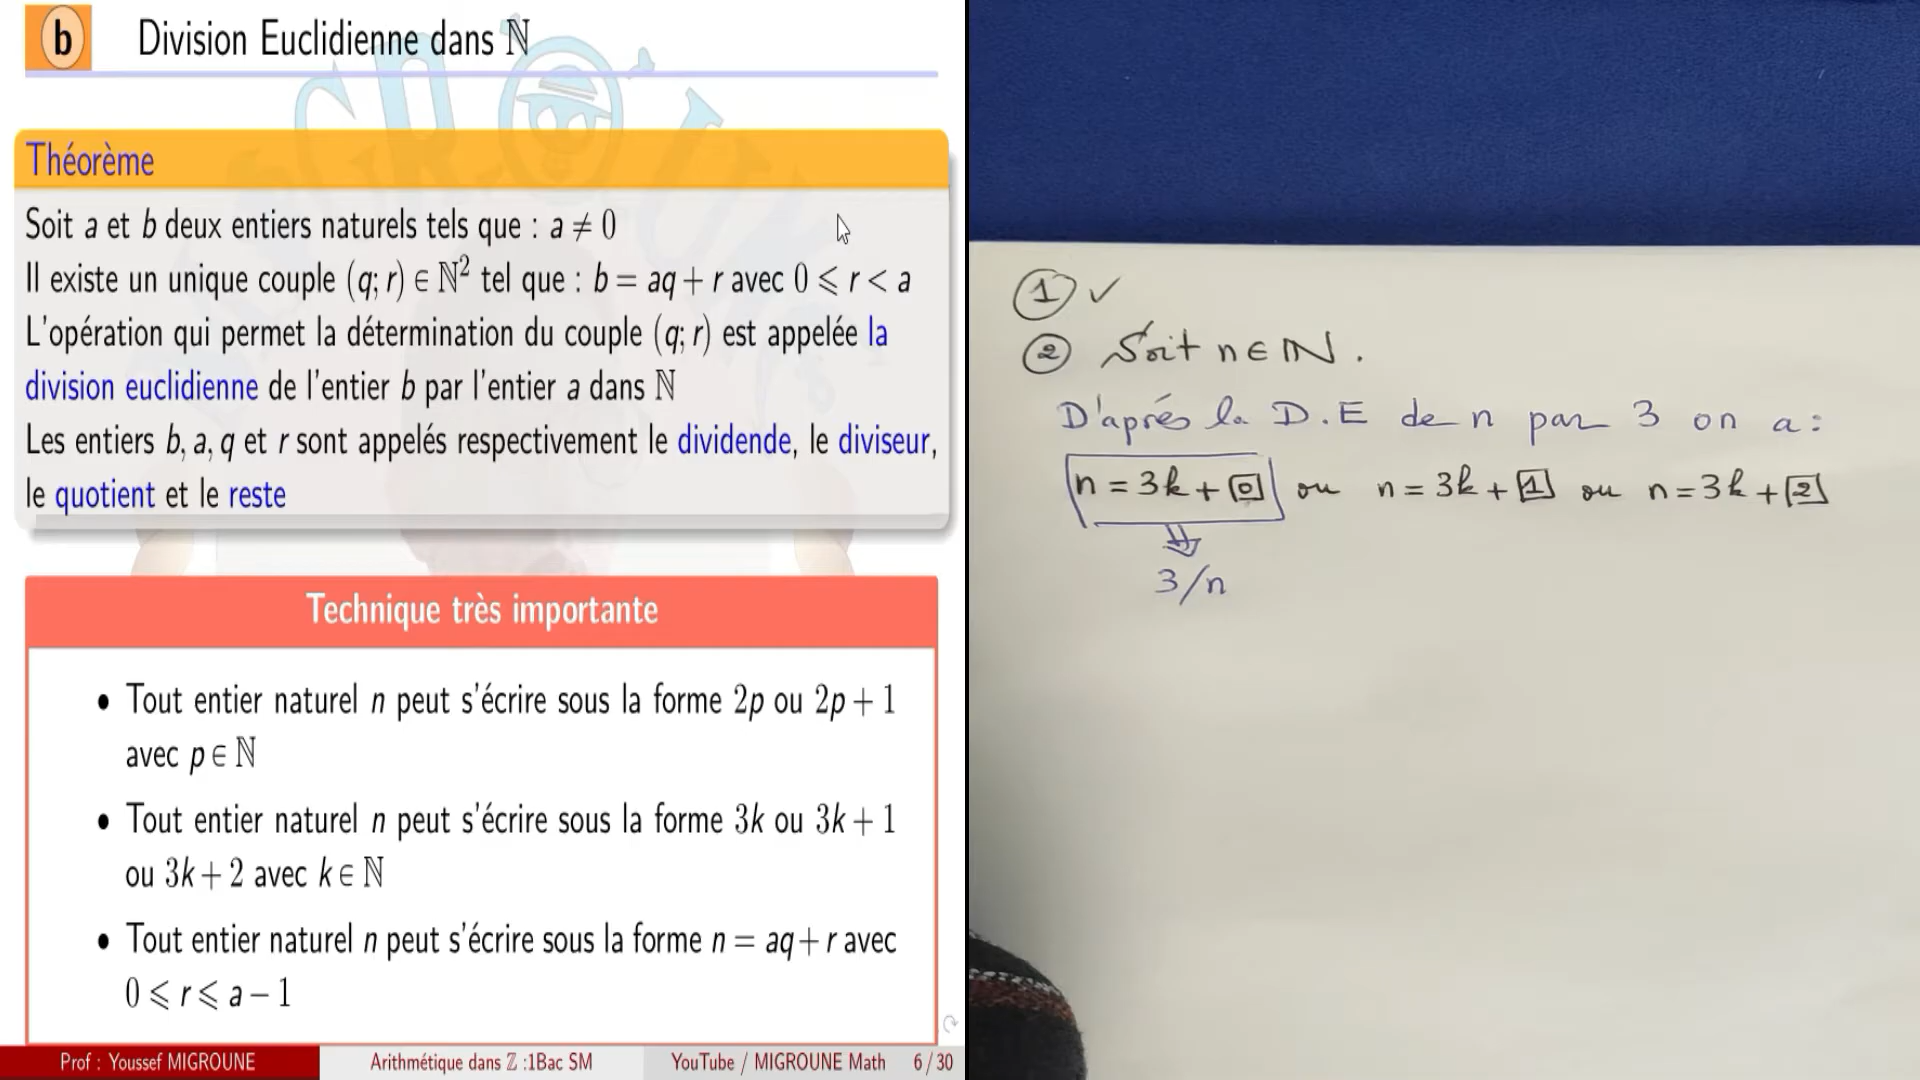 b Division Euclidienne dans ℕ
Théorème
Soit a et b deux entiers naturels tels que : a ≠ 0
Il existe un unique couple (q; r) ∈ ℕ² tel que : b = aq + r avec 0 ⩽ r < a
L'opération qui permet la détermination du couple (q; r) est appelée la
division euclidienne de l'entier b par l'entier a dans ℕ
Les entiers b, a, q et r sont appelés respectivement le dividende, le diviseur,
le quotient et le reste
Technique très importante
• Tout entier naturel n peut s'écrire sous la forme 2p ou 2p + 1
avec p ∈ ℕ
• Tout entier naturel n peut s'écrire sous la forme 3k ou 3k + 1
ou 3k + 2 avec k ∈ ℕ
• Tout entier naturel n peut s'écrire sous la forme n = aq + r avec
0 ⩽ r ⩽ a − 1
Prof : Youssef MIGROUNE Arithmétique dans ℤ :1Bac SM YouTube / MIGROUNE Math 6 / 30
① ✓
② Soit n ∈ ℕ .
D'aprés la D.E de n par 3 on a :
n = 3k + 0 ou n = 3k + 1 ou n = 3k + 2
⇓
3/n